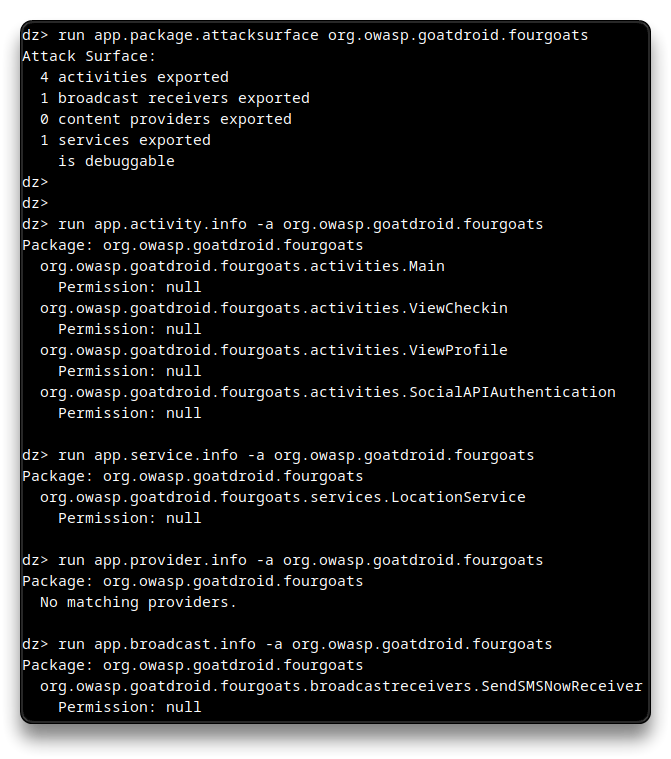 dz> run app.package.attacksurface org.owasp.goatdroid.fourgoats
Attack Surface:
  4 activities exported
  1 broadcast receivers exported
  0 content providers exported
  1 services exported
    is debuggable
dz>
dz>
dz> run app.activity.info -a org.owasp.goatdroid.fourgoats
Package: org.owasp.goatdroid.fourgoats
  org.owasp.goatdroid.fourgoats.activities.Main
    Permission: null
  org.owasp.goatdroid.fourgoats.activities.ViewCheckin
    Permission: null
  org.owasp.goatdroid.fourgoats.activities.ViewProfile
    Permission: null
  org.owasp.goatdroid.fourgoats.activities.SocialAPIAuthentication
    Permission: null

dz> run app.service.info -a org.owasp.goatdroid.fourgoats
Package: org.owasp.goatdroid.fourgoats
  org.owasp.goatdroid.fourgoats.services.LocationService
    Permission: null

dz> run app.provider.info -a org.owasp.goatdroid.fourgoats
Package: org.owasp.goatdroid.fourgoats
  No matching providers.

dz> run app.broadcast.info -a org.owasp.goatdroid.fourgoats
Package: org.owasp.goatdroid.fourgoats
  org.owasp.goatdroid.fourgoats.broadcastreceivers.SendSMSNowReceiver
    Permission: null